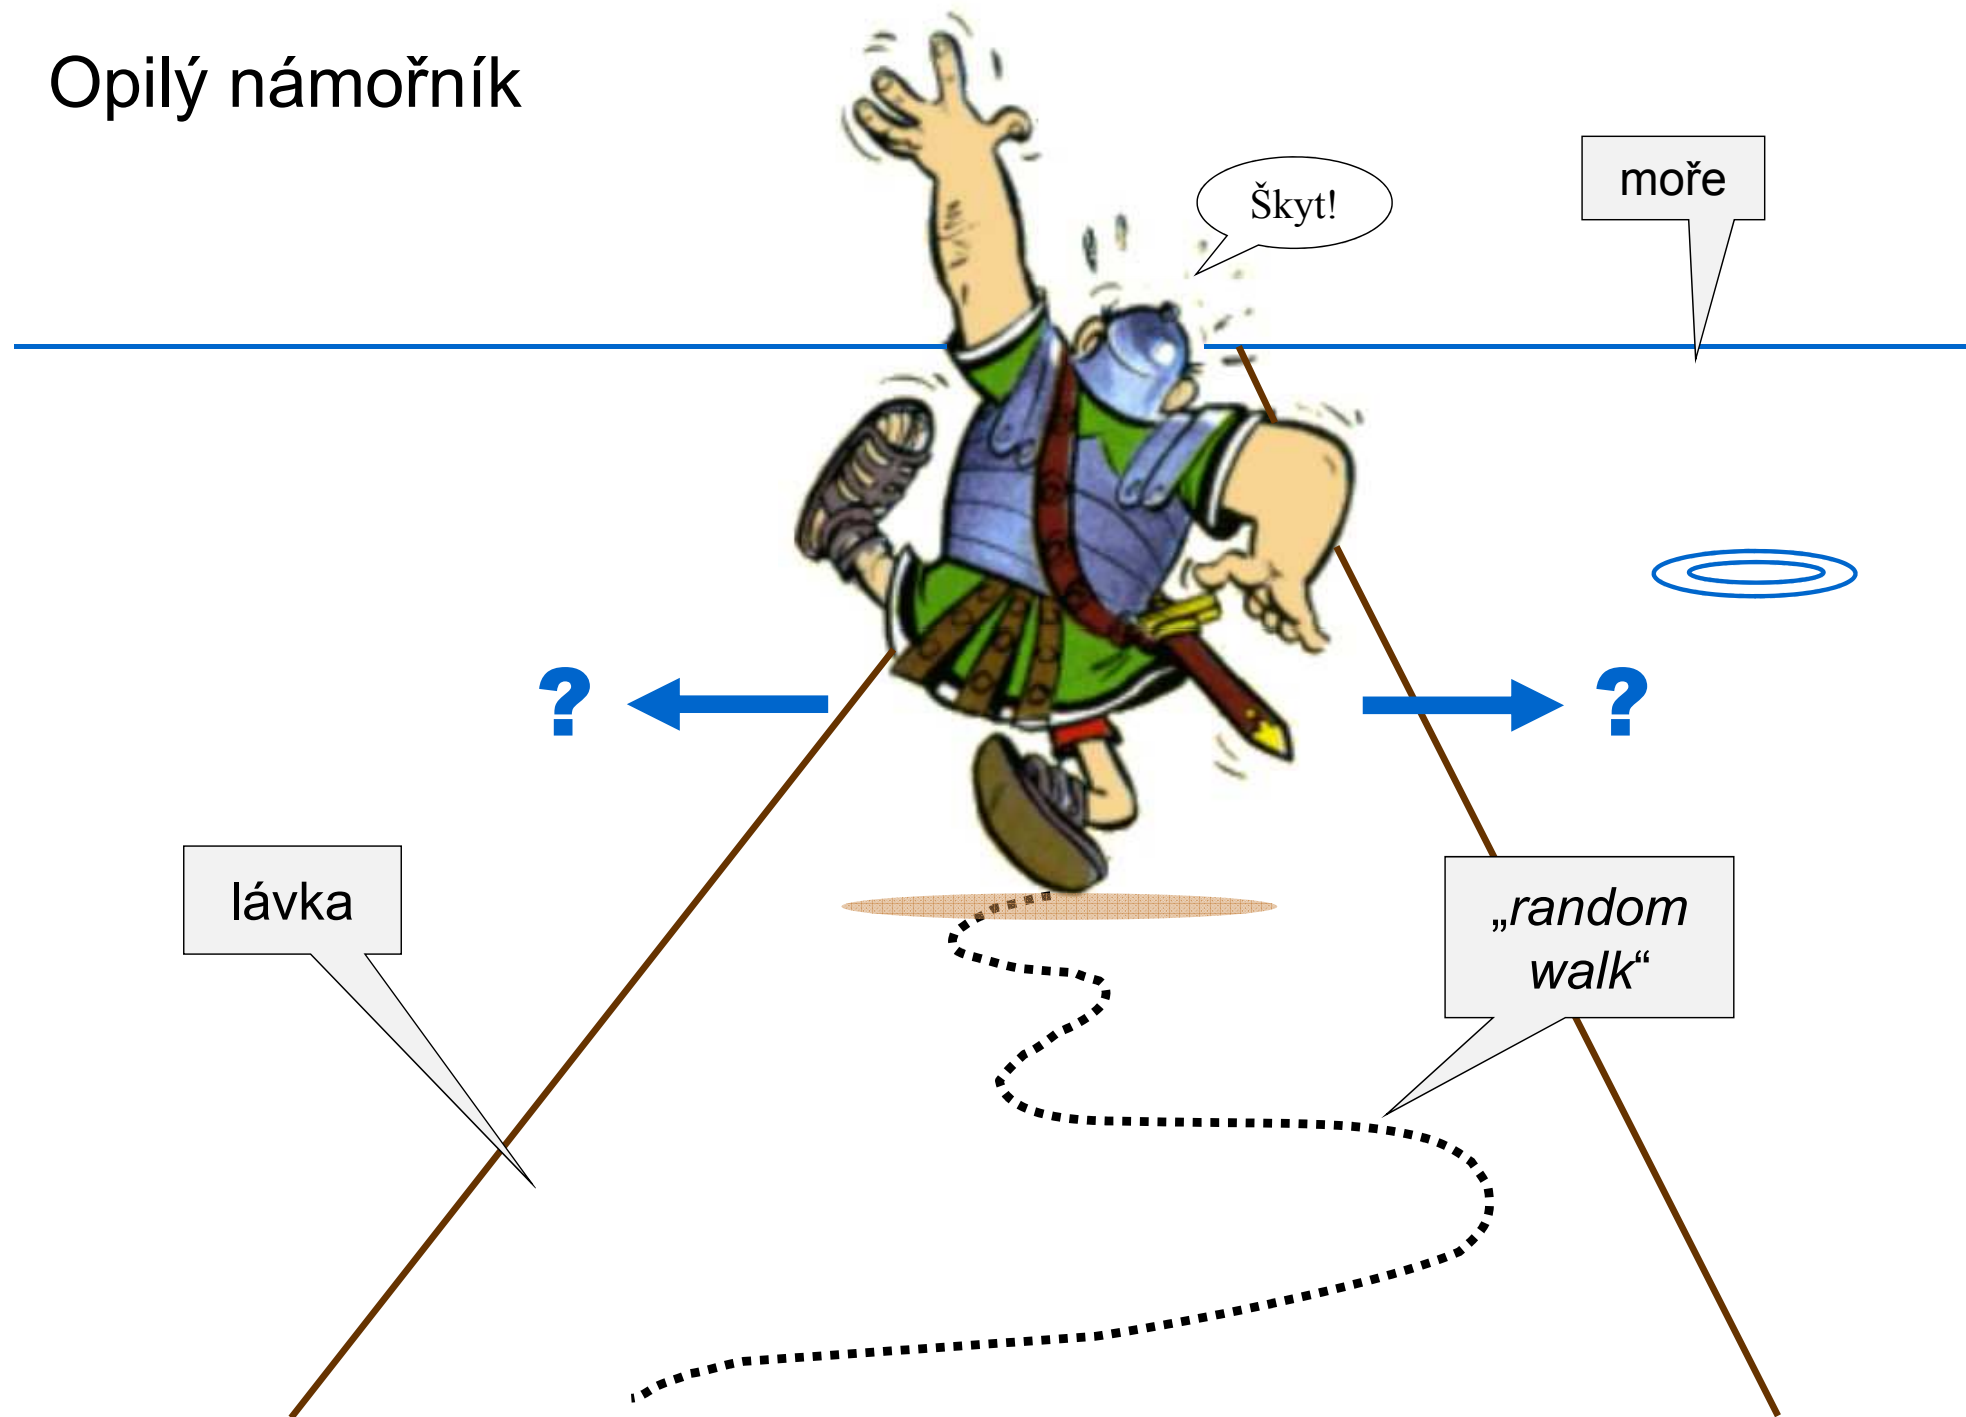 Opilý námořník
Škyt!
moře
?
?
lávka
„random
walk“